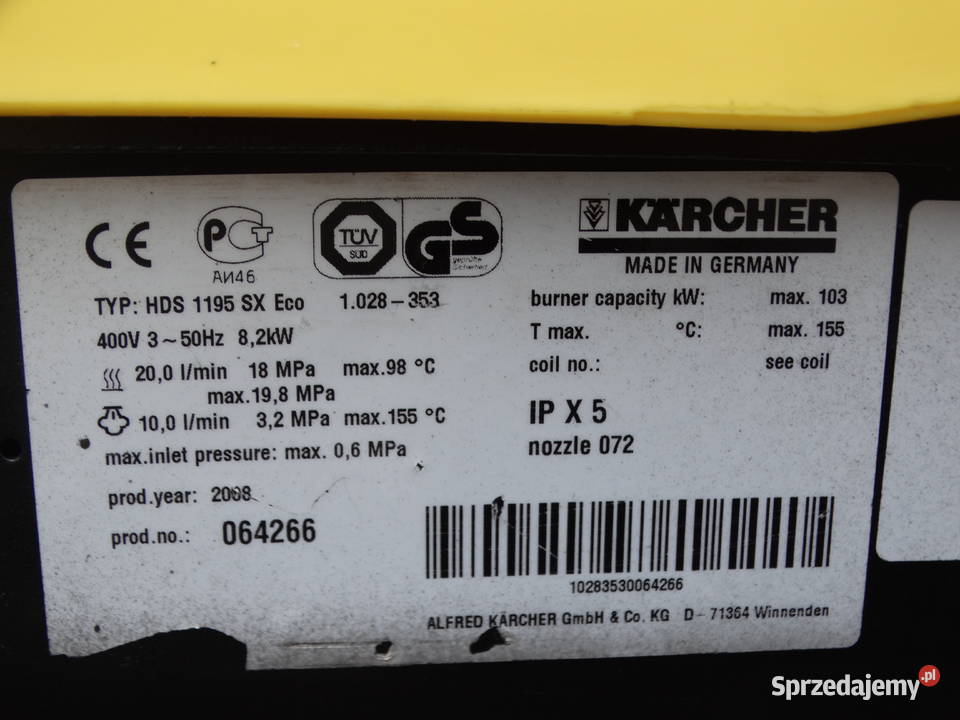 CE PCT TÜV SÜD GS geprüfte Sicherheit
АИ46
KÄRCHER
MADE IN GERMANY
TYP: HDS 1195 SX Eco 1.028-353
400V 3~50Hz 8,2kW
20,0 l/min 18 MPa max.98 °C
max.19,8 MPa
10,0 l/min 3,2 MPa max.155 °C
max.inlet pressure: max. 0,6 MPa
prod.year: 2008
prod.no.: 064266
burner capacity kW: max. 103
T max. °C: max. 155
coil no.: see coil
IP X 5
nozzle 072
10283530064266
ALFRED KÄRCHER GmbH & Co. KG D-71364 Winnenden
Sprzedajemy.pl